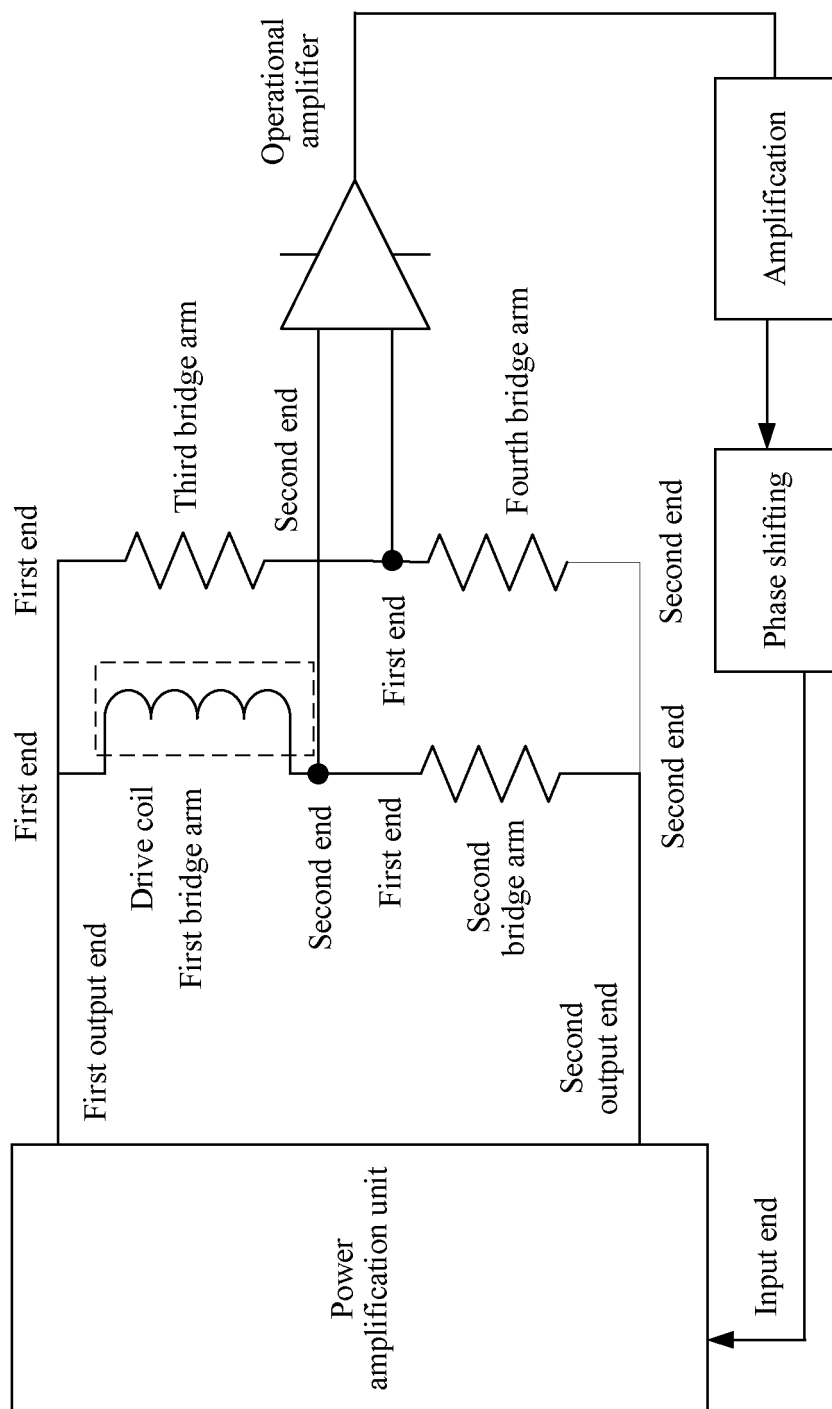 Power
amplification unit
Input end
First output end
Second
output end
Drive coil
First bridge arm
First end
Second end
First end
Second
bridge arm
Second end
First end
Third bridge arm
Second end
First end
Fourth bridge arm
Second end
Operational
amplifier
Amplification
Phase shifting